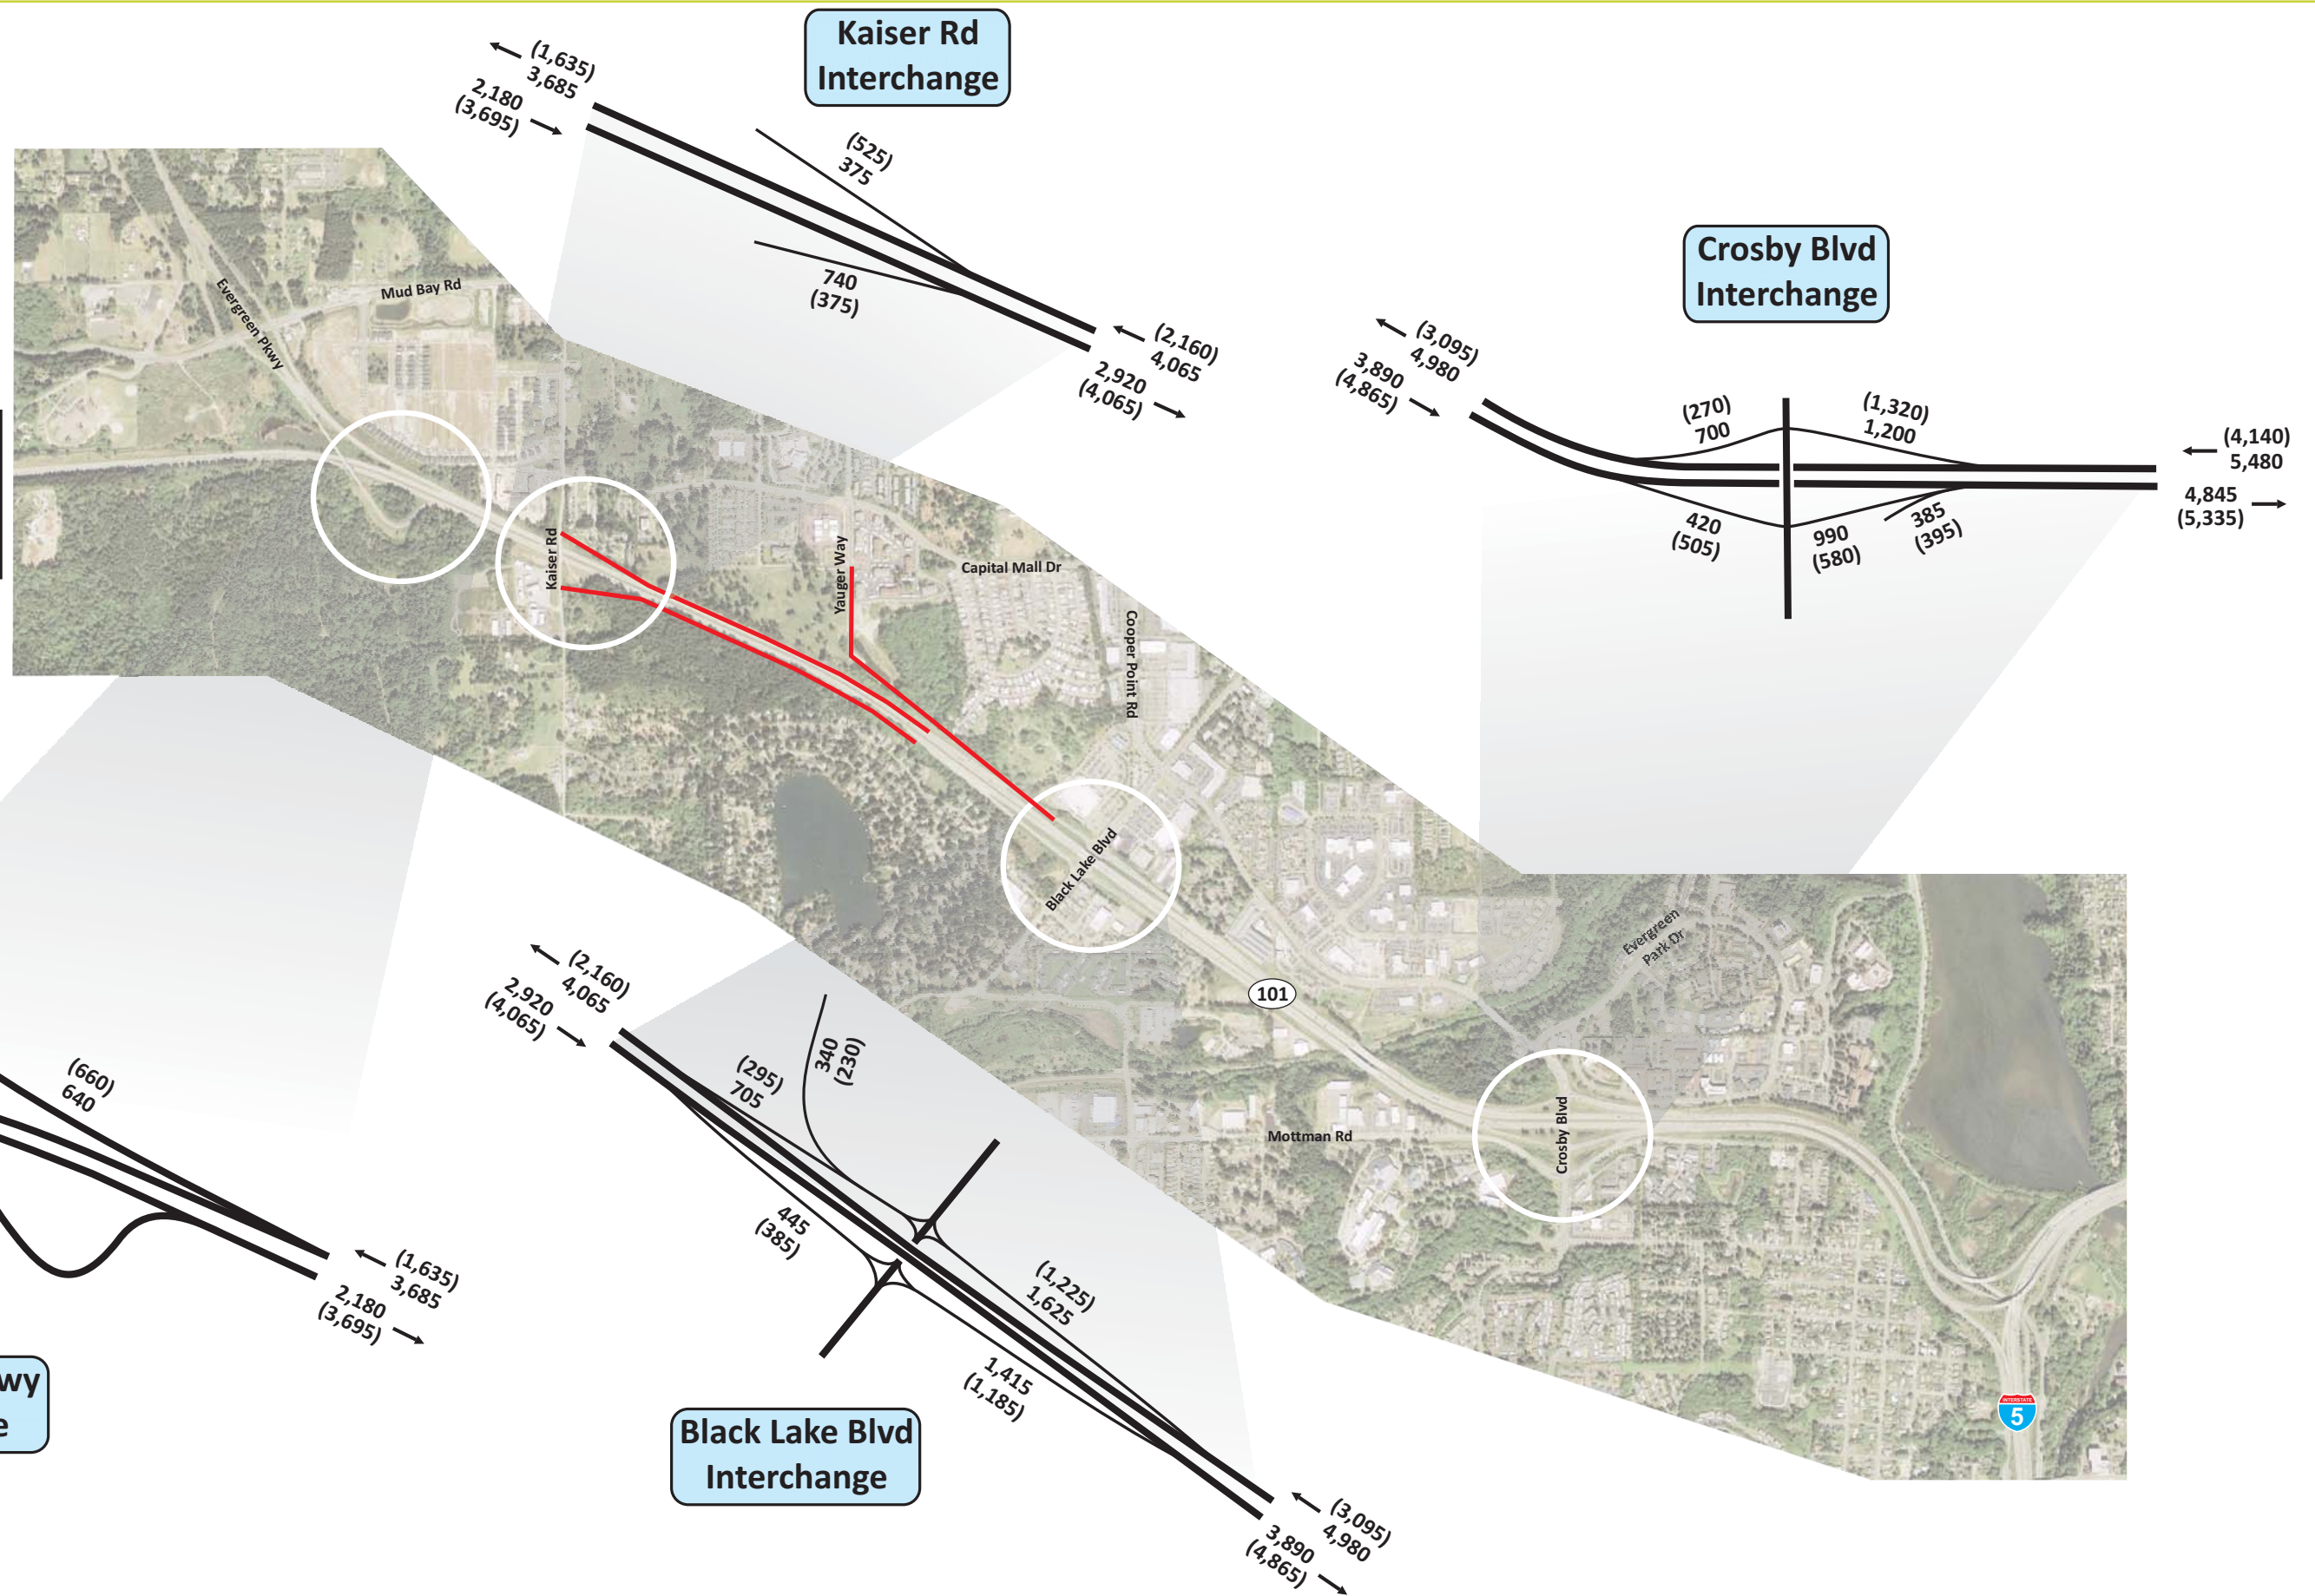 Kaiser Rd
Interchange
(1,635)
3,685
2,180
(3,695)
(525)
375
740
(375)
(2,160)
4,065
2,920
(4,065)
Crosby Blvd
Interchange
(3,095)
4,980
3,890
(4,865)
(270)
700
(1,320)
1,200
(4,140)
5,480
4,845
(5,335)
420
(505)
990
(580)
385
(395)
Evergreen Pkwy
Mud Bay Rd
Kaiser Rd
Yauger Way
Capital Mall Dr
Cooper Point Rd
Black Lake Blvd
101
Evergreen
Park Dr
Mottman Rd
Crosby Blvd
INTERSTATE
5
(2,160)
4,065
2,920
(4,065)
(295)
705
340
(230)
445
(385)
(1,225)
1,625
1,415
(1,185)
(3,095)
4,980
3,890
(4,865)
Black Lake Blvd
Interchange
(660)
640
(1,635)
3,685
2,180
(3,695)
wy
e